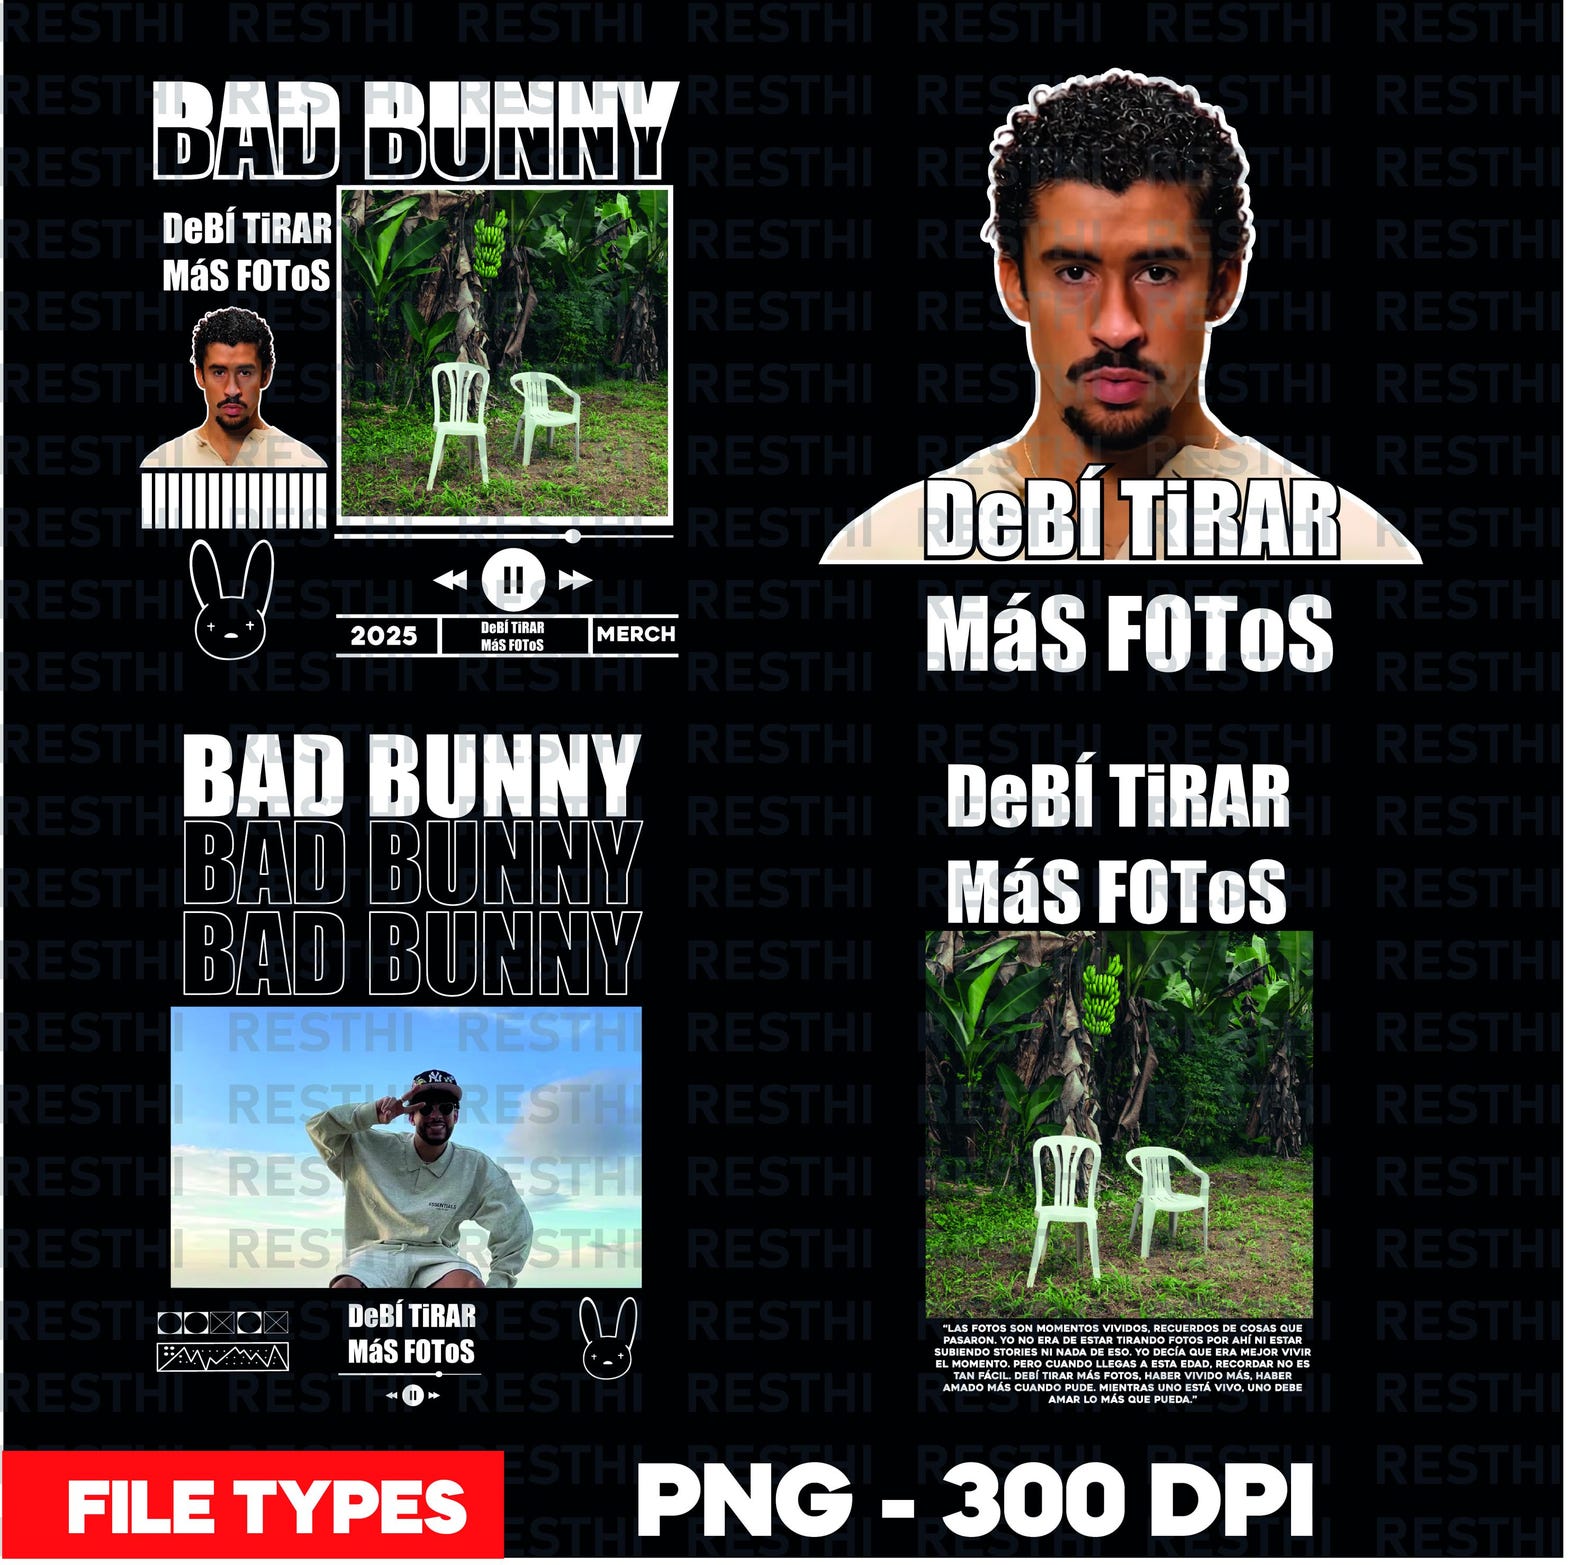 BAD BUNNY
DeBÍ TiRAR
MáS FOToS
2025
DeBÍ TiRAR
MáS FOToS
MERCH
DeBÍ TiRAR
MáS FOToS
BAD BUNNY
BAD BUNNY
BAD BUNNY
ESSENTIALS
DeBÍ TiRAR
MáS FOToS
DeBÍ TiRAR
MáS FOToS
"LAS FOTOS SON MOMENTOS VIVIDOS, RECUERDOS DE COSAS QUE
PASARON. YO NO ERA DE ESTAR TIRANDO FOTOS POR AHÍ NI ESTAR
SUBIENDO STORIES NI NADA DE ESO. YO DECÍA QUE ERA MEJOR VIVIR
EL MOMENTO. PERO CUANDO LLEGAS A ESTA EDAD, RECORDAR NO ES
TAN FÁCIL. DEBÍ TIRAR MÁS FOTOS, HABER VIVIDO MÁS, HABER
AMADO MÁS CUANDO PUDE. MIENTRAS UNO ESTÁ VIVO, UNO DEBE
AMAR LO MÁS QUE PUEDA."
FILE TYPES
PNG - 300 DPI
RESTHI